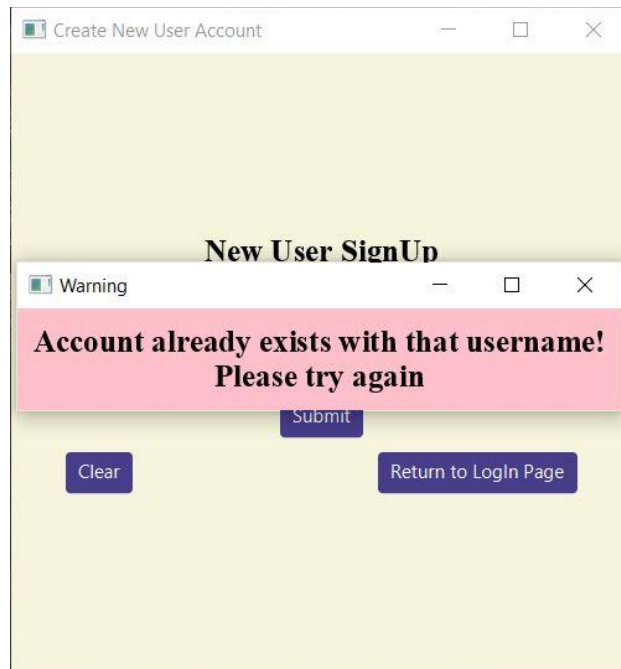 Create New User Account
New User SignUp
Warning
Account already exists with that username!
Please try again
Submit
Clear
Return to LogIn Page